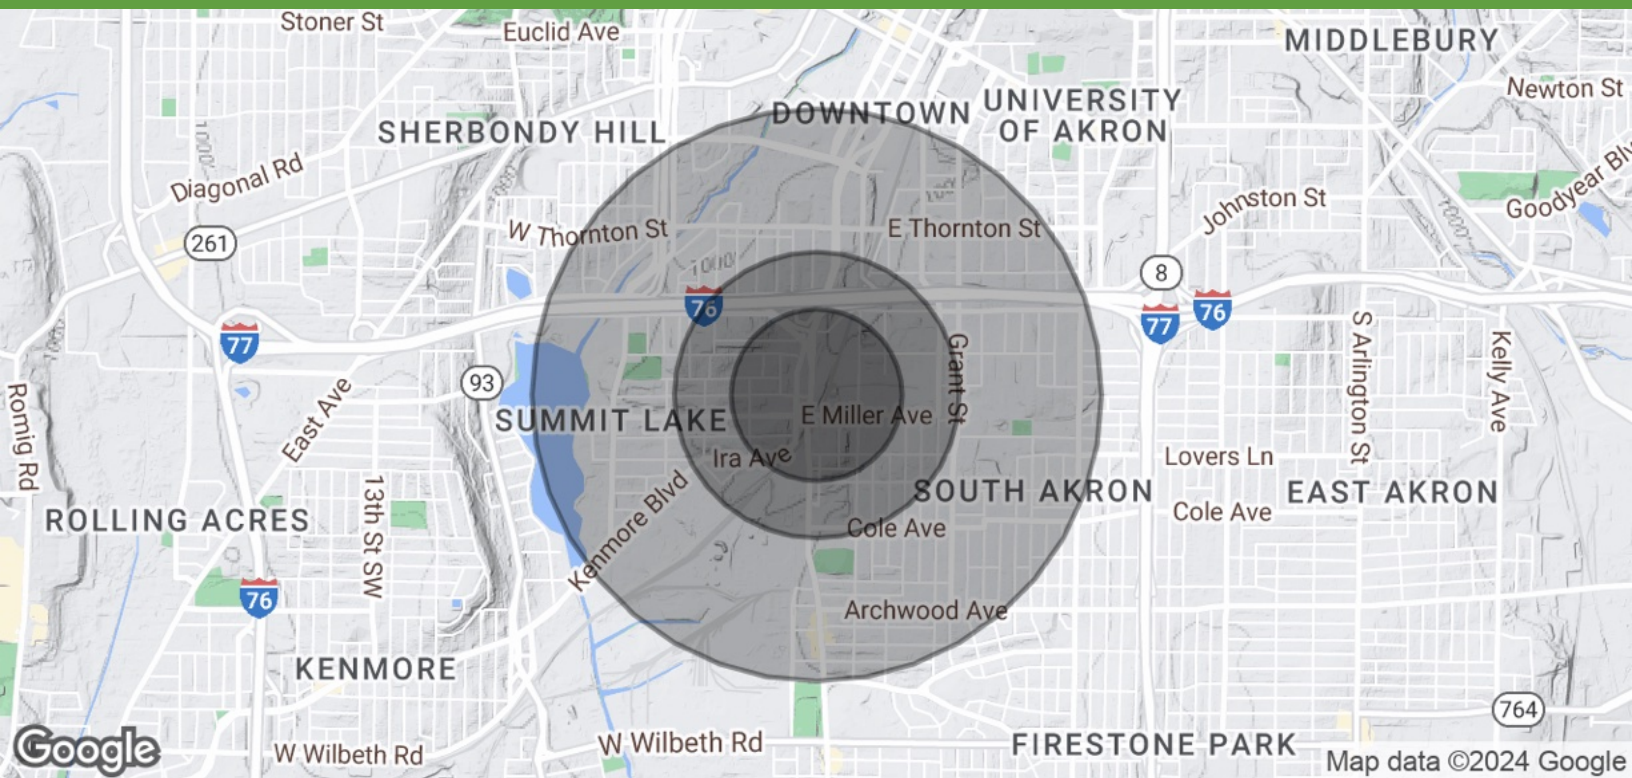 Stoner St
Euclid Ave
MIDDLEBURY
Newton St
DOWNTOWN
UNIVERSITY
OF AKRON
SHERBONDY HILL
1000
Diagonal Rd
Johnston St
Goodyear Blv
1000
261
W Thornton St
E Thornton St
1000
8
76
77
76
77
S Arlington St
Kelly Ave
Grant St
93
Romig Rd
East Ave
SUMMIT LAKE
E Miller Ave
Ira Ave
Lovers Ln
13th St SW
SOUTH AKRON
EAST AKRON
ROLLING ACRES
Kenmore Blvd
Cole Ave
Cole Ave
76
Archwood Ave
KENMORE
764
Google
W Wilbeth Rd
W Wilbeth Rd
FIRESTONE PARK
Map data ©2024 Google